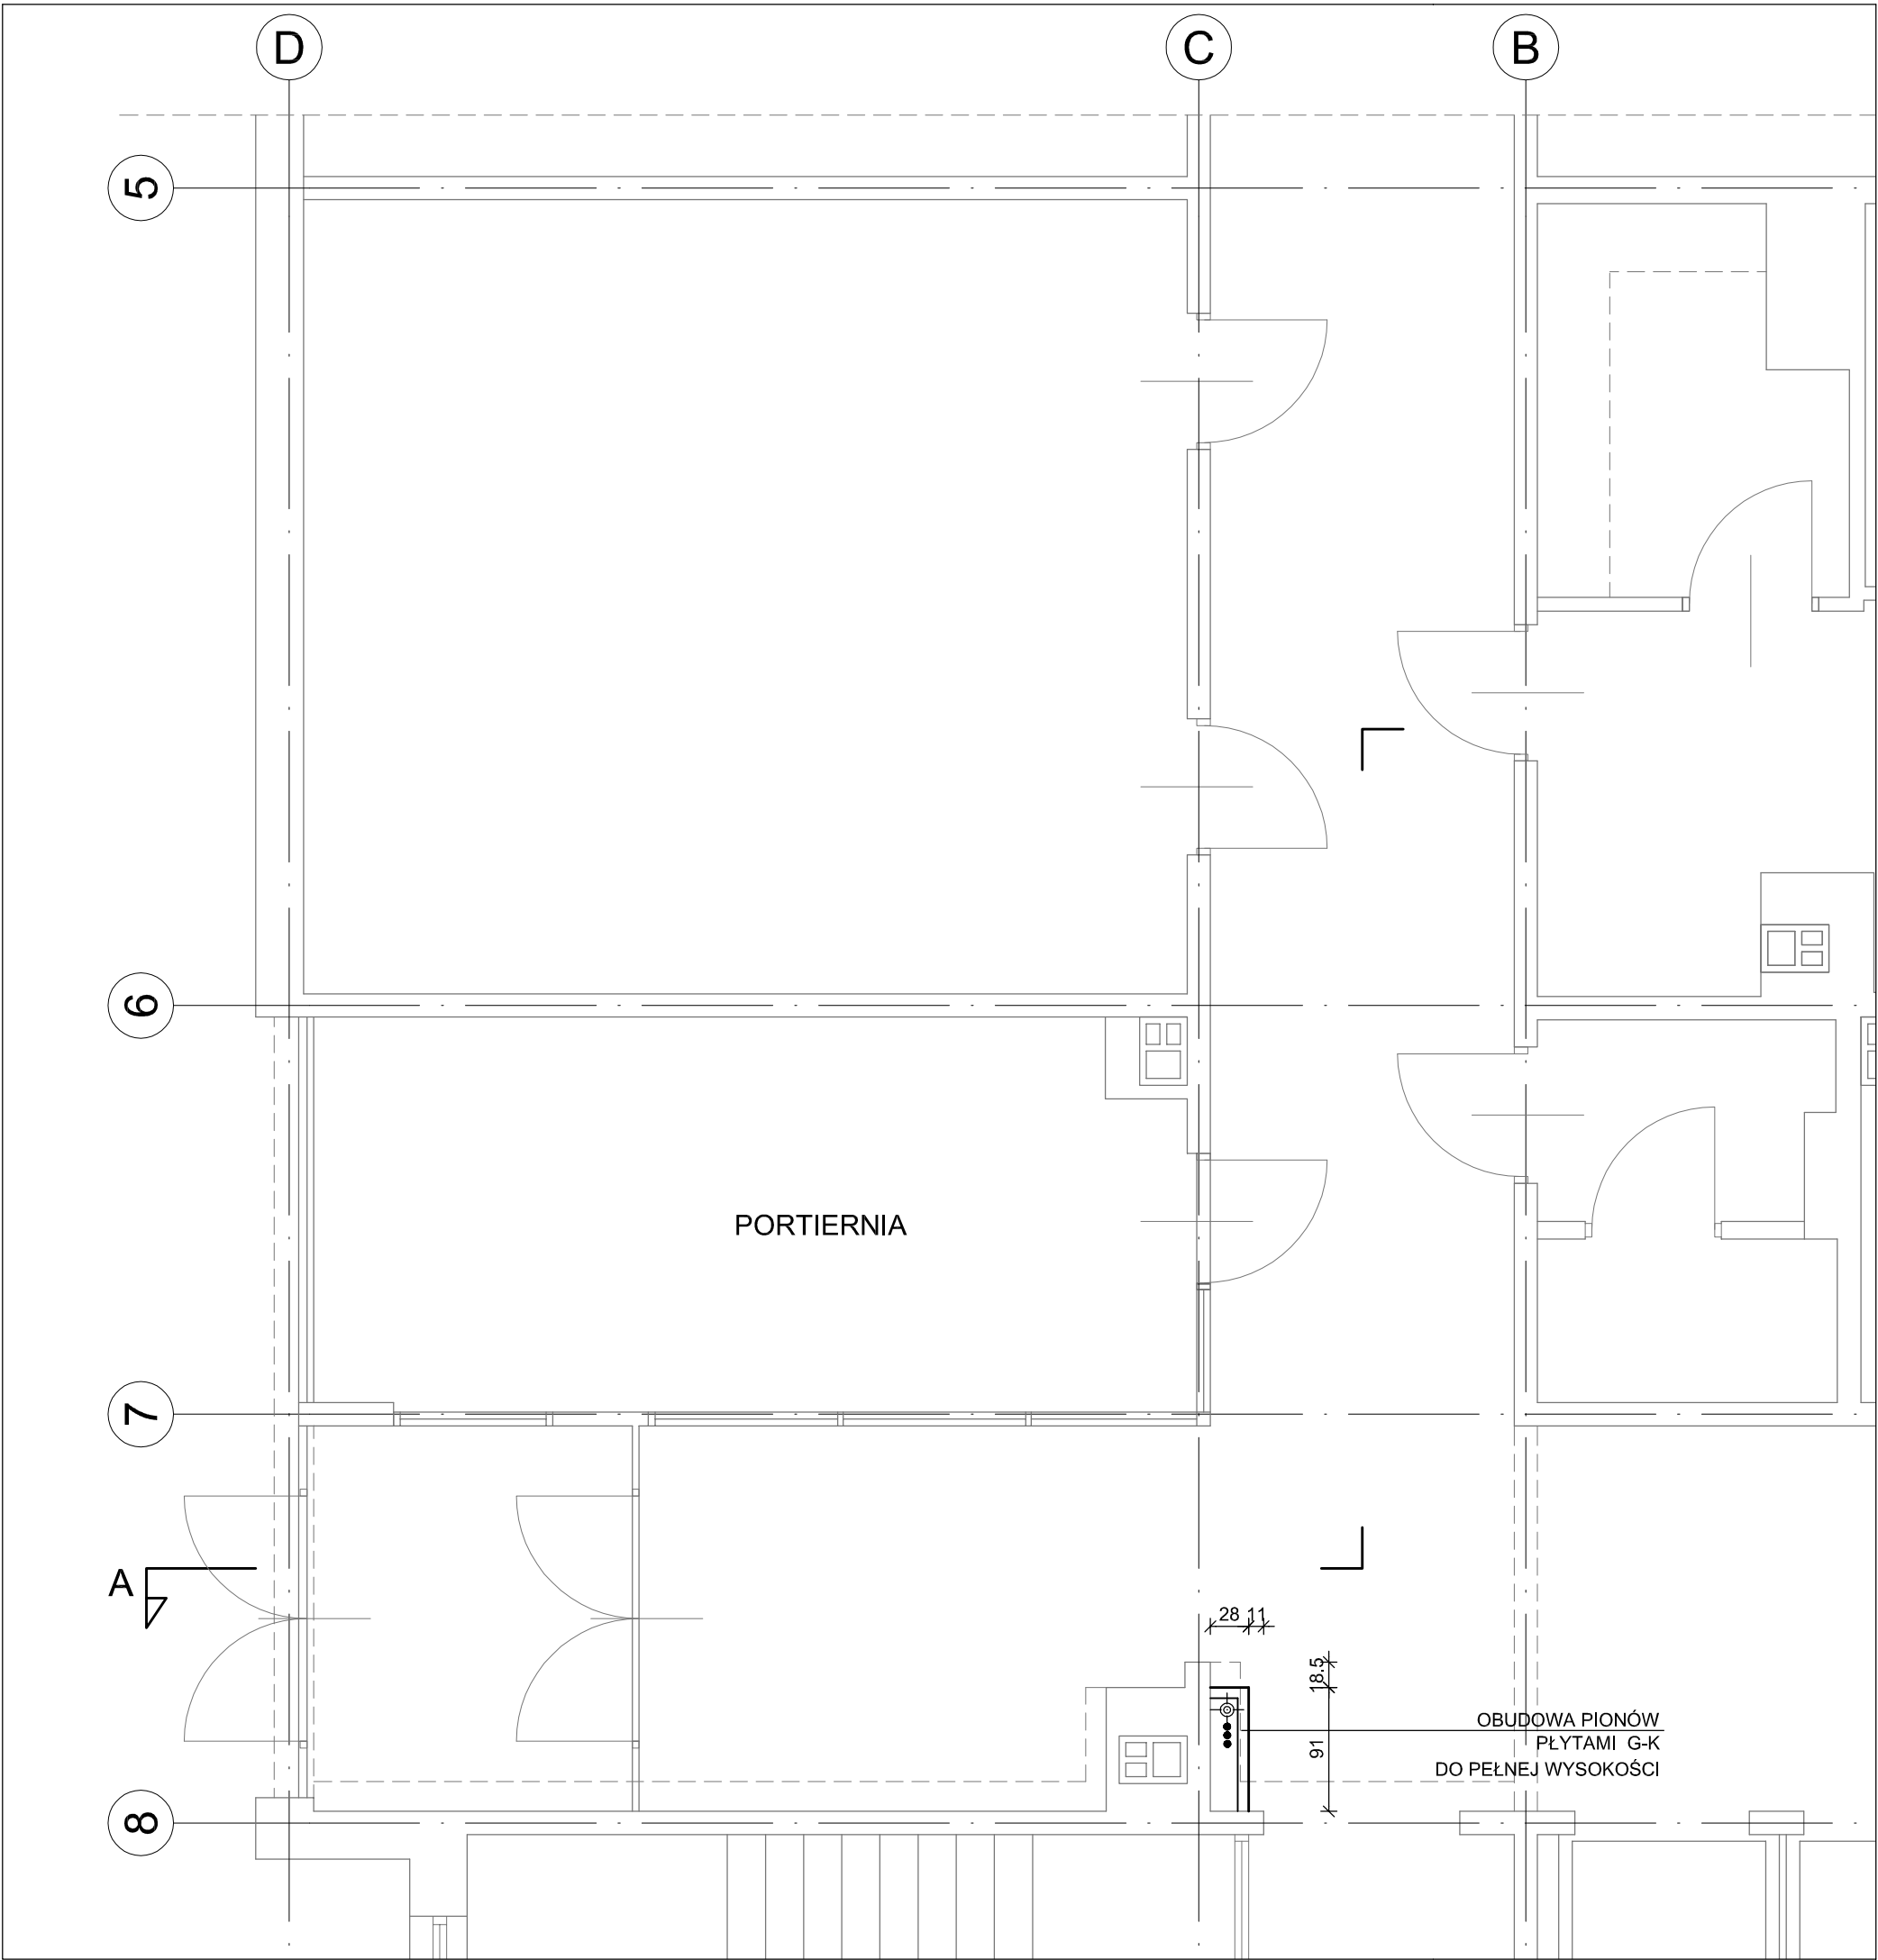 D
C
B
5
6
PORTIERNIA
7
A
28
11
18.5
91
OBUDOWA PIONÓW
PŁYTAMI G-K
DO PEŁNEJ WYSOKOŚCI
8